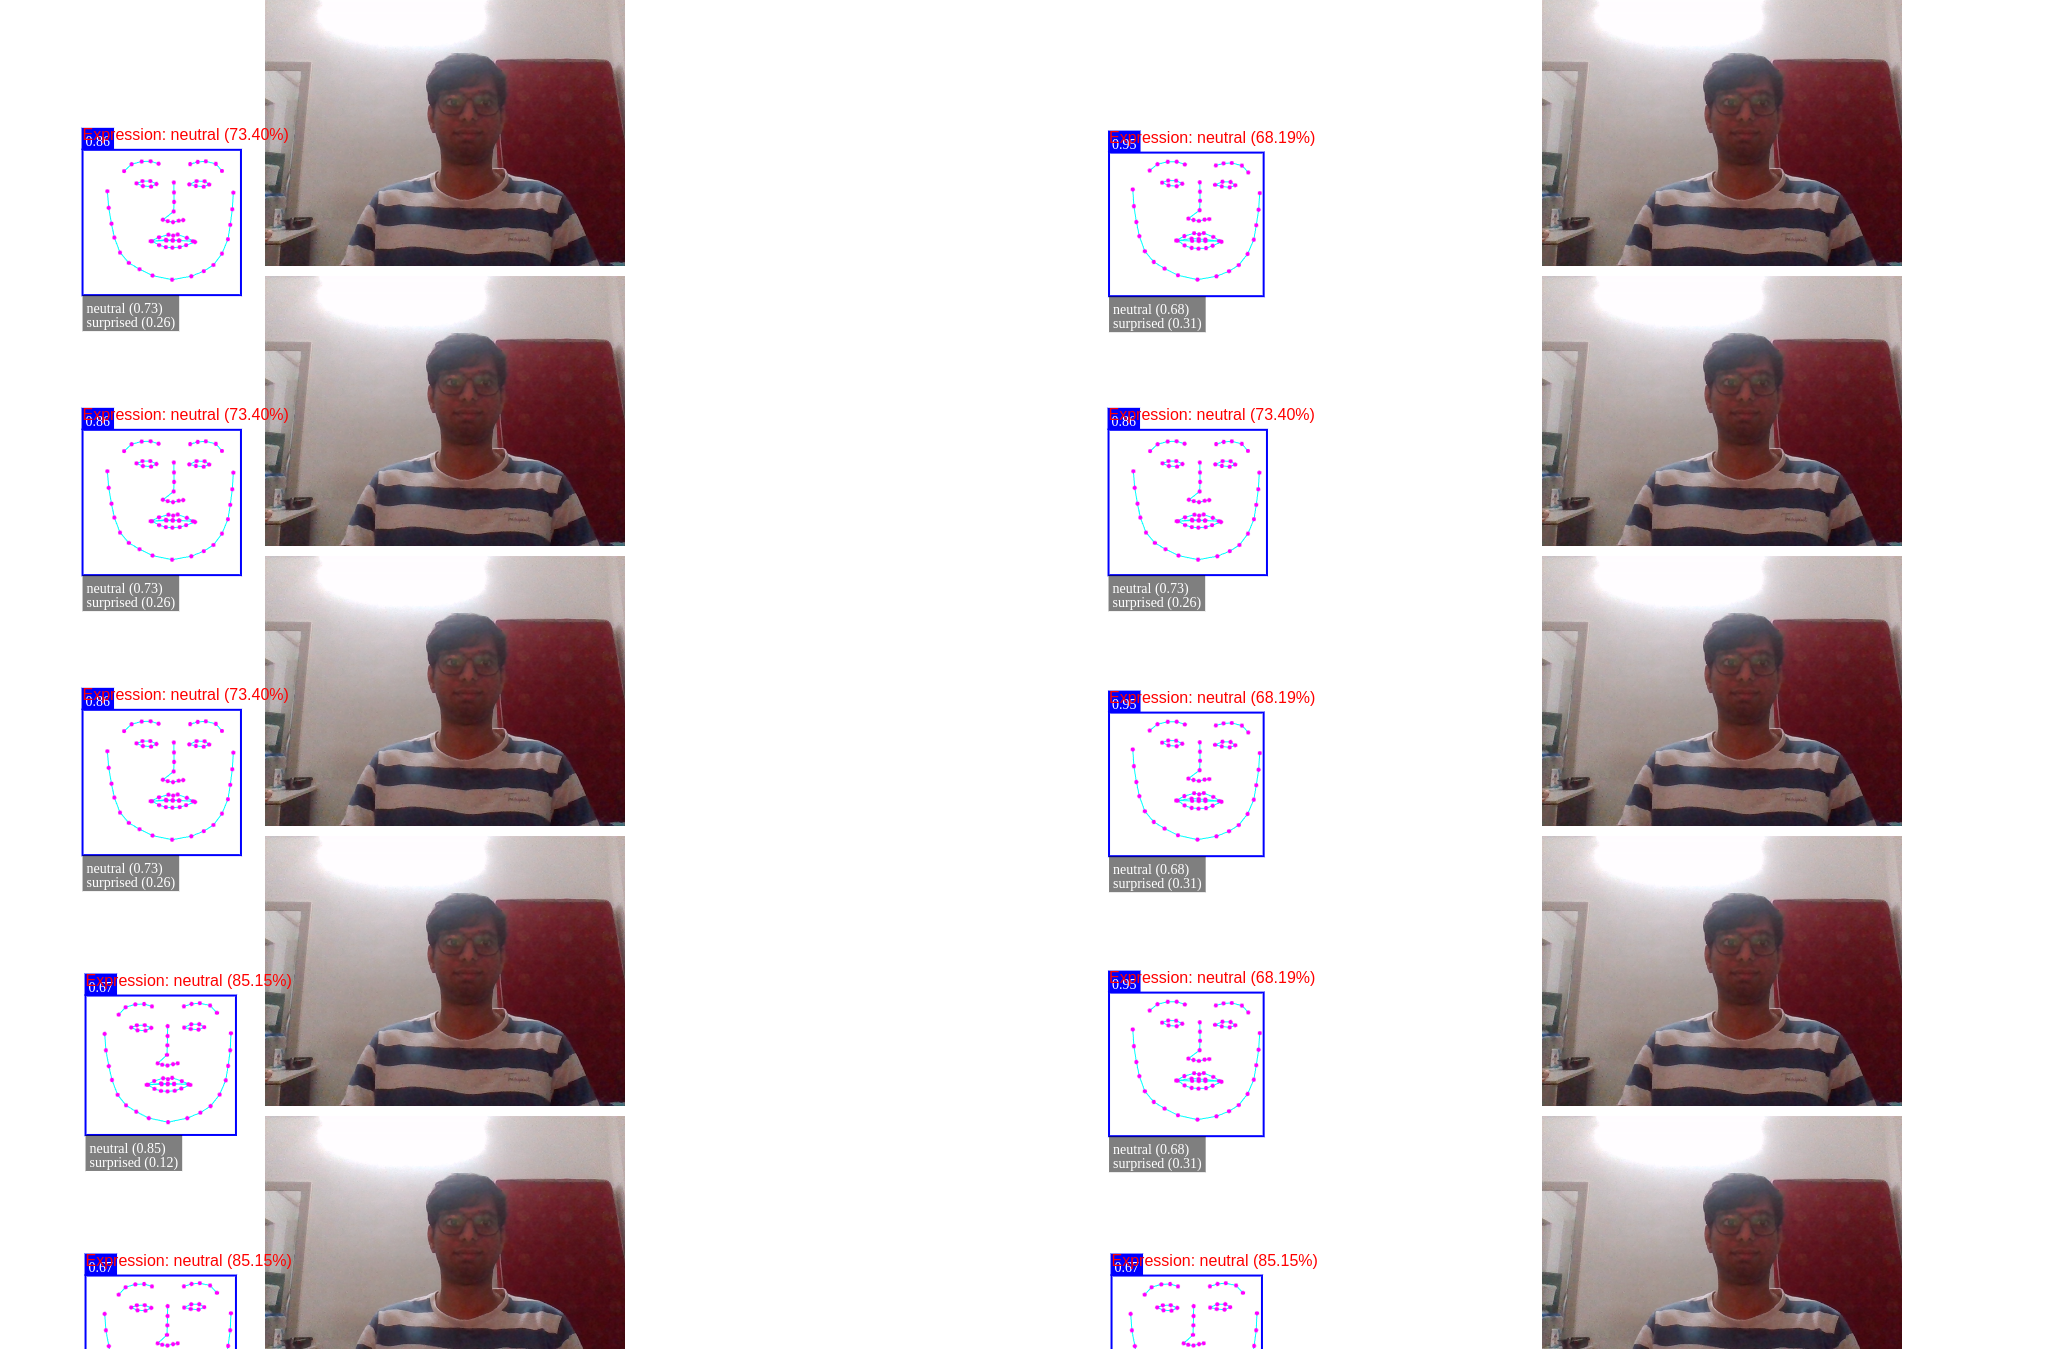 Expression: neutral (73.40%)
0.86
neutral (0.73)
surprised (0.26)
Expression: neutral (68.19%)
0.95
neutral (0.68)
surprised (0.31)
Expression: neutral (73.40%)
0.86
neutral (0.73)
surprised (0.26)
Expression: neutral (73.40%)
0.86
neutral (0.73)
surprised (0.26)
Expression: neutral (73.40%)
0.86
neutral (0.73)
surprised (0.26)
Expression: neutral (68.19%)
0.95
neutral (0.68)
surprised (0.31)
Expression: neutral (85.15%)
0.67
neutral (0.85)
surprised (0.12)
Expression: neutral (68.19%)
0.95
neutral (0.68)
surprised (0.31)
Expression: neutral (85.15%)
0.67
Expression: neutral (85.15%)
0.67